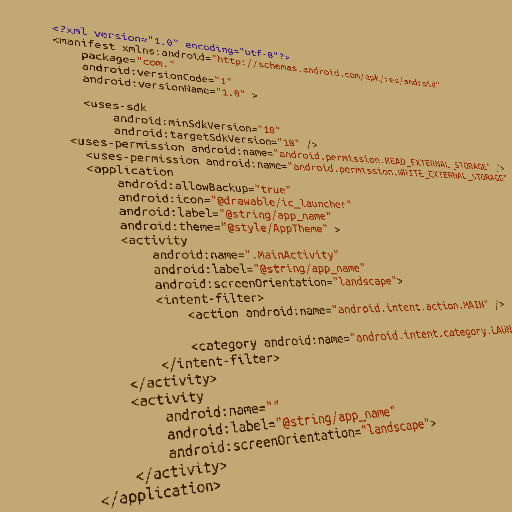 <?xml version="1.0" encoding="utf-8"?>
<manifest xmlns:android="http://schemas.android.com/apk/res/android"
package="com."
android:versionCode="1"
android:versionName="1.0" >
<uses-sdk
android:minSdkVersion="10"
android:targetSdkVersion="18" />
<uses-permission android:name="android.permission.READ_EXTERNAL_STORAGE" />
<uses-permission android:name="android.permission.WRITE_EXTERNAL_STORAGE"
<application
android:allowBackup="true"
android:icon="@drawable/ic_launcher"
android:label="@string/app_name"
android:theme="@style/AppTheme" >
<activity
android:name=".MainActivity"
android:label="@string/app_name"
android:screenOrientation="landscape">
<intent-filter>
<action android:name="android.intent.action.MAIN" />
<category android:name="android.intent.category.LAUN
</intent-filter>
</activity>
<activity
android:name=""
android:label="@string/app_name"
android:screenOrientation="landscape">
</activity>
</application>